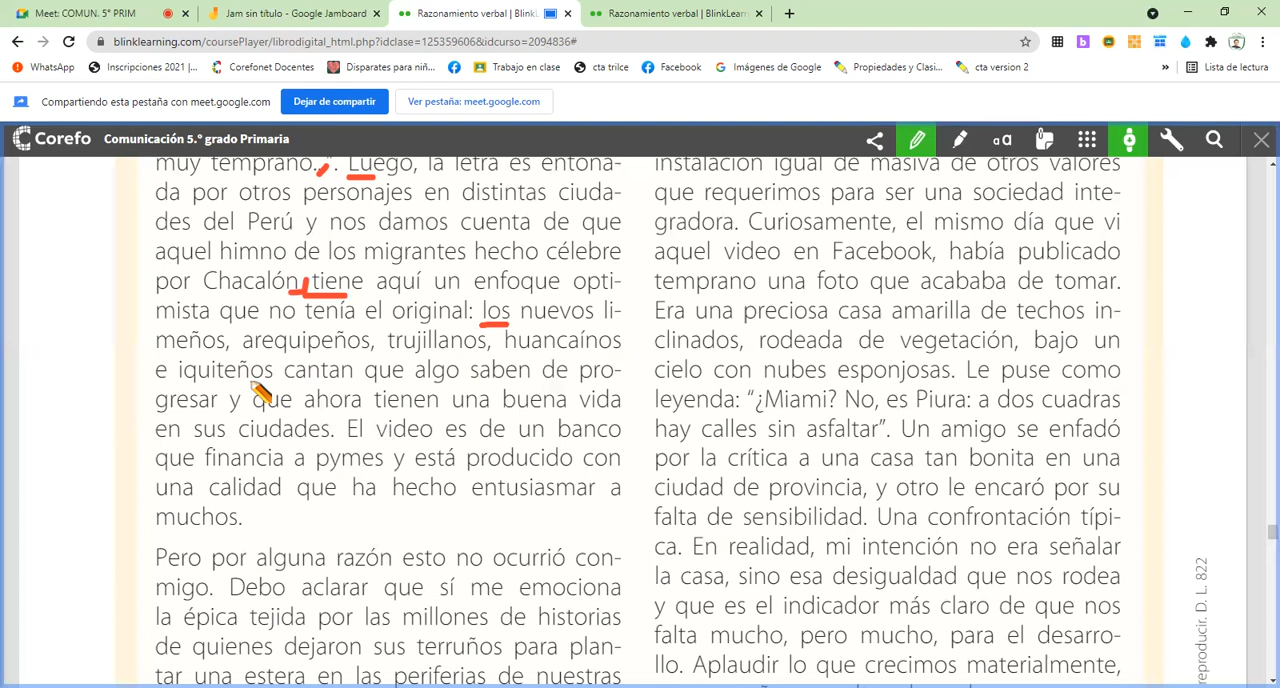 Meet: COMUN. 5° PRIM
Jam sin título - Google Jamboard
Razonamiento verbal | Blinkl
Razonamiento verbal | BlinkLear
blinklearning.com/coursePlayer/librodigital_html.php?idclase=125359606&idcurso=2094836#
WhatsApp
Inscripciones 2021 |...
Corefonet Docentes
Disparates para niñ...
Trabajo en clase
cta trilce
Facebook
Imágenes de Google
Propiedades y Clasi...
cta version 2
»
Lista de lectura
Compartiendo esta pestaña con meet.google.com
Dejar de compartir
Ver pestaña: meet.google.com
Corefo
Comunicación 5.° grado Primaria
aA
muy temprano...”. Luego, la letra es entona-
da por otros personajes en distintas ciuda-
des del Perú y nos damos cuenta de que
aquel himno de los migrantes hecho célebre
por Chacalón tiene aquí un enfoque opti-
mista que no tenía el original: los nuevos li-
meños, arequipeños, trujillanos, huancaínos
e iquiteños cantan que algo saben de pro-
gresar y que ahora tienen una buena vida
en sus ciudades. El video es de un banco
que financia a pymes y está producido con
una calidad que ha hecho entusiasmar a
muchos.
Pero por alguna razón esto no ocurrió con-
migo. Debo aclarar que sí me emociona
la épica tejida por las millones de historias
de quienes dejaron sus terruños para plan-
tar una estera en las periferias de nuestras
instalación igual de masiva de otros valores
que requerimos para ser una sociedad inte-
gradora. Curiosamente, el mismo día que vi
aquel video en Facebook, había publicado
temprano una foto que acababa de tomar.
Era una preciosa casa amarilla de techos in-
clinados, rodeada de vegetación, bajo un
cielo con nubes esponjosas. Le puse como
leyenda: “¿Miami? No, es Piura: a dos cuadras
hay calles sin asfaltar”. Un amigo se enfadó
por la crítica a una casa tan bonita en una
ciudad de provincia, y otro le encaró por su
falta de sensibilidad. Una confrontación típi-
ca. En realidad, mi intención no era señalar
la casa, sino esa desigualdad que nos rodea
y que es el indicador más claro de que nos
falta mucho, pero mucho, para el desarro-
llo. Aplaudir lo que crecimos materialmente,
reproducir. D. L. 822